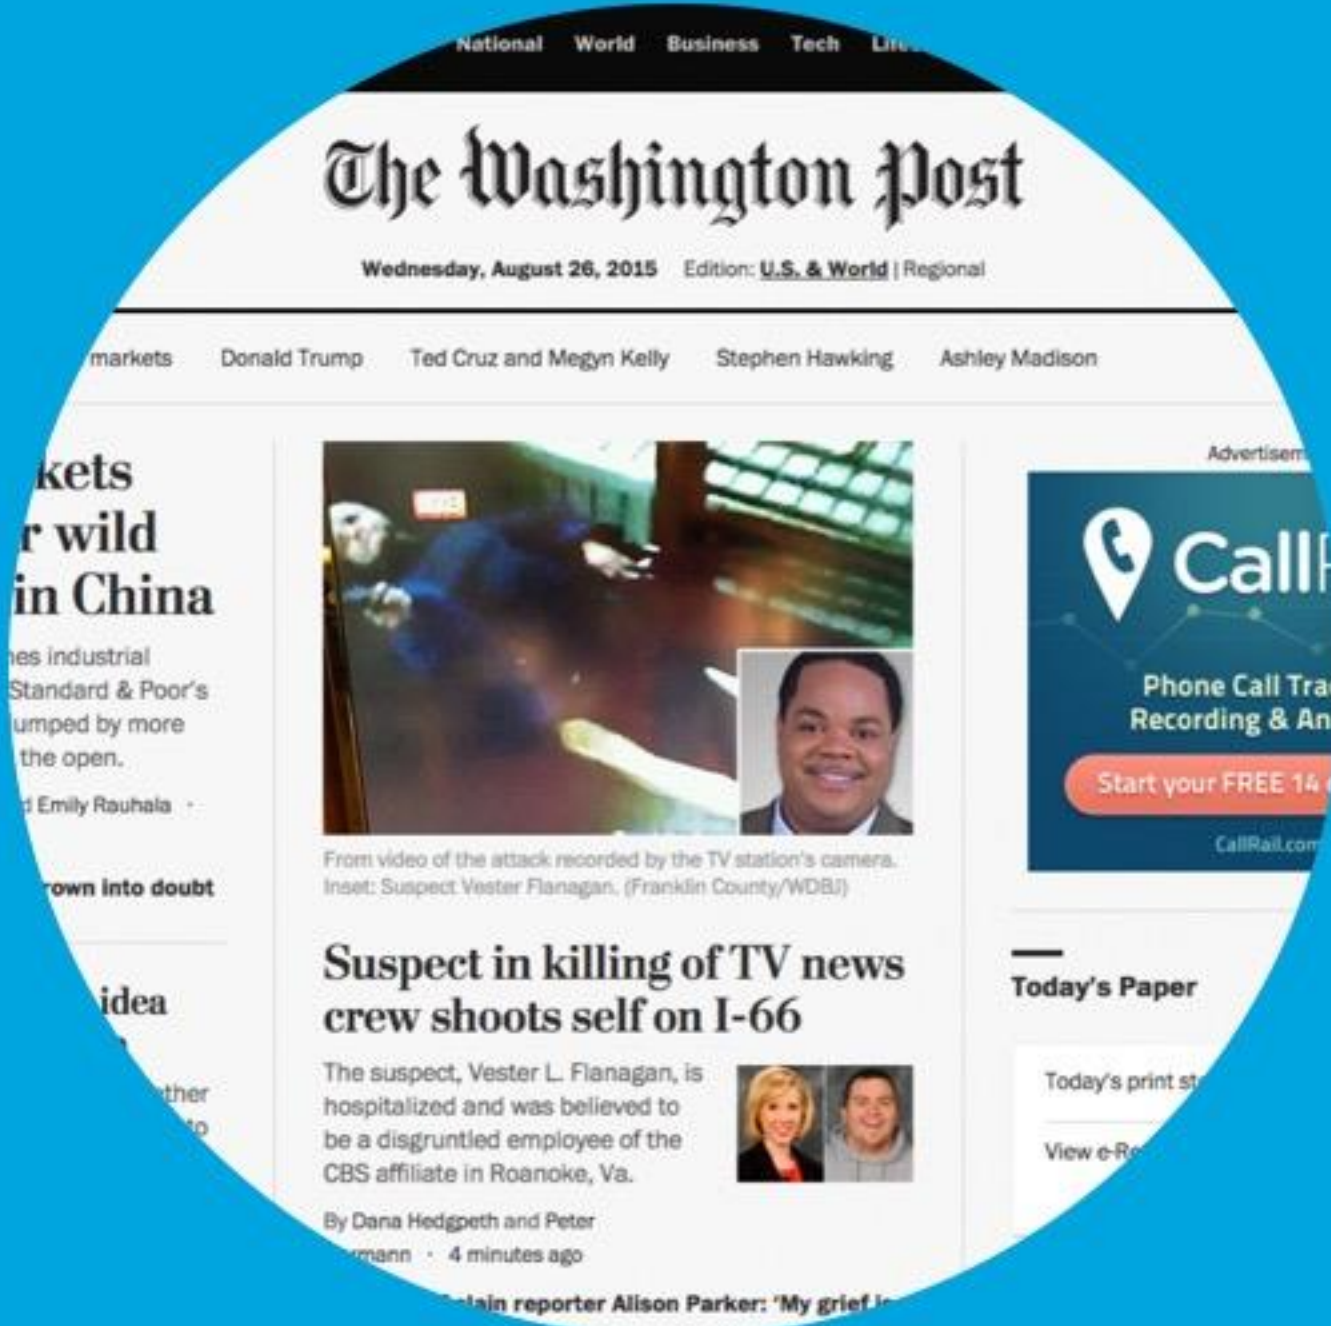 National World Business Tech
The Washington Post
Wednesday, August 26, 2015 Edition: U.S. & World | Regional
markets Donald Trump Ted Cruz and Megyn Kelly Stephen Hawking Ashley Madison
kets
r wild
in China
nes industrial
Standard & Poor's
umped by more
the open.
Emily Rauhala ·
rown into doubt
idea
ther
to
From video of the attack recorded by the TV station's camera.
Inset: Suspect Vester Flanagan. (Franklin County/WDBJ)
Suspect in killing of TV news
crew shoots self on I-66
The suspect, Vester L. Flanagan, is
hospitalized and was believed to
be a disgruntled employee of the
CBS affiliate in Roanoke, Va.
By Dana Hedgpeth and Peter
rmann · 4 minutes ago
lain reporter Alison Parker: 'My grief is
Advertisem
CallR
Phone Call Tra
Recording & An
Start your FREE 14
CallRail.com
Today's Paper
Today's print st
View e-Re